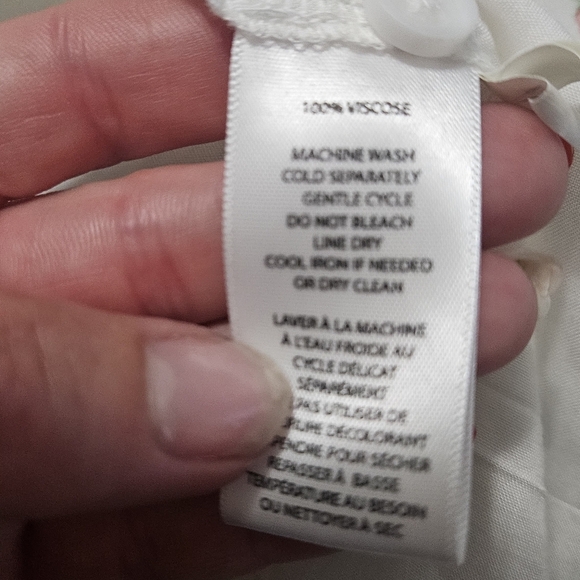 100% VISCOSE
MACHINE WASH
COLD SEPARATELY
GENTLE CYCLE
DO NOT BLEACH
LINE DRY
COOL IRON IF NEEDED
OR DRY CLEAN
LAVER À LA MACHINE
À L'EAU FROIDE AU
CYCLE DÉLICAT
SÉPARÉMENT
PAS UTILISER DE
DÉCOLORANT
POUR SÉCHER
REPASSER À BASSE
TEMPÉRATURE AU BESOIN
OU NETTOYER À SEC